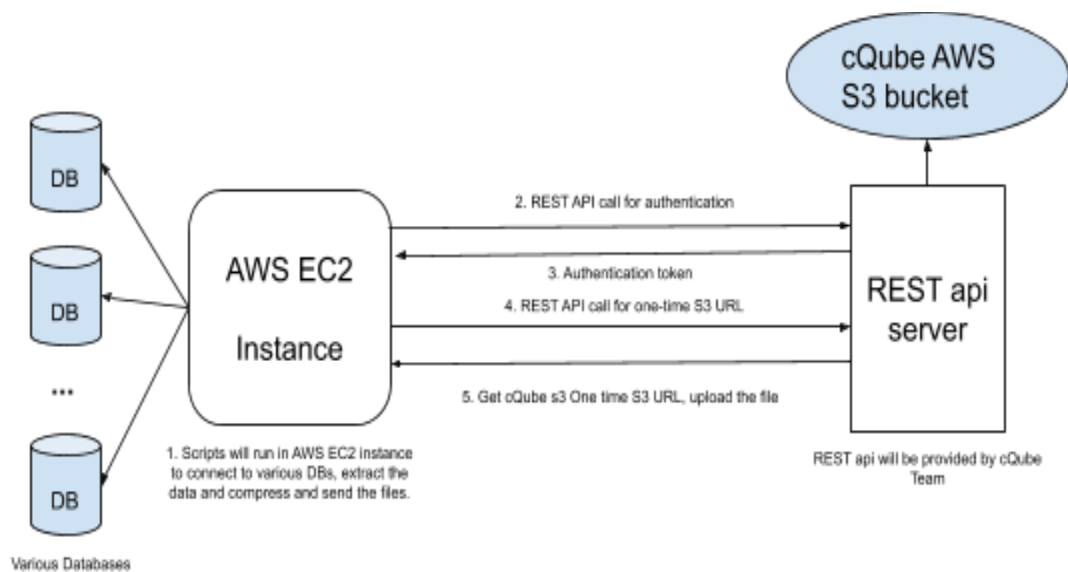 cQube AWS
S3 bucket
DB
DB
...
DB
Various Databases
AWS EC2
Instance
1. Scripts will run in AWS EC2 instance
to connect to various DBs, extract the
data and compress and send the files.
2. REST API call for authentication
3. Authentication token
4. REST API call for one-time S3 URL
5. Get cQube s3 One time S3 URL, upload the file
REST api
server
REST api will be provided by cQube
Team